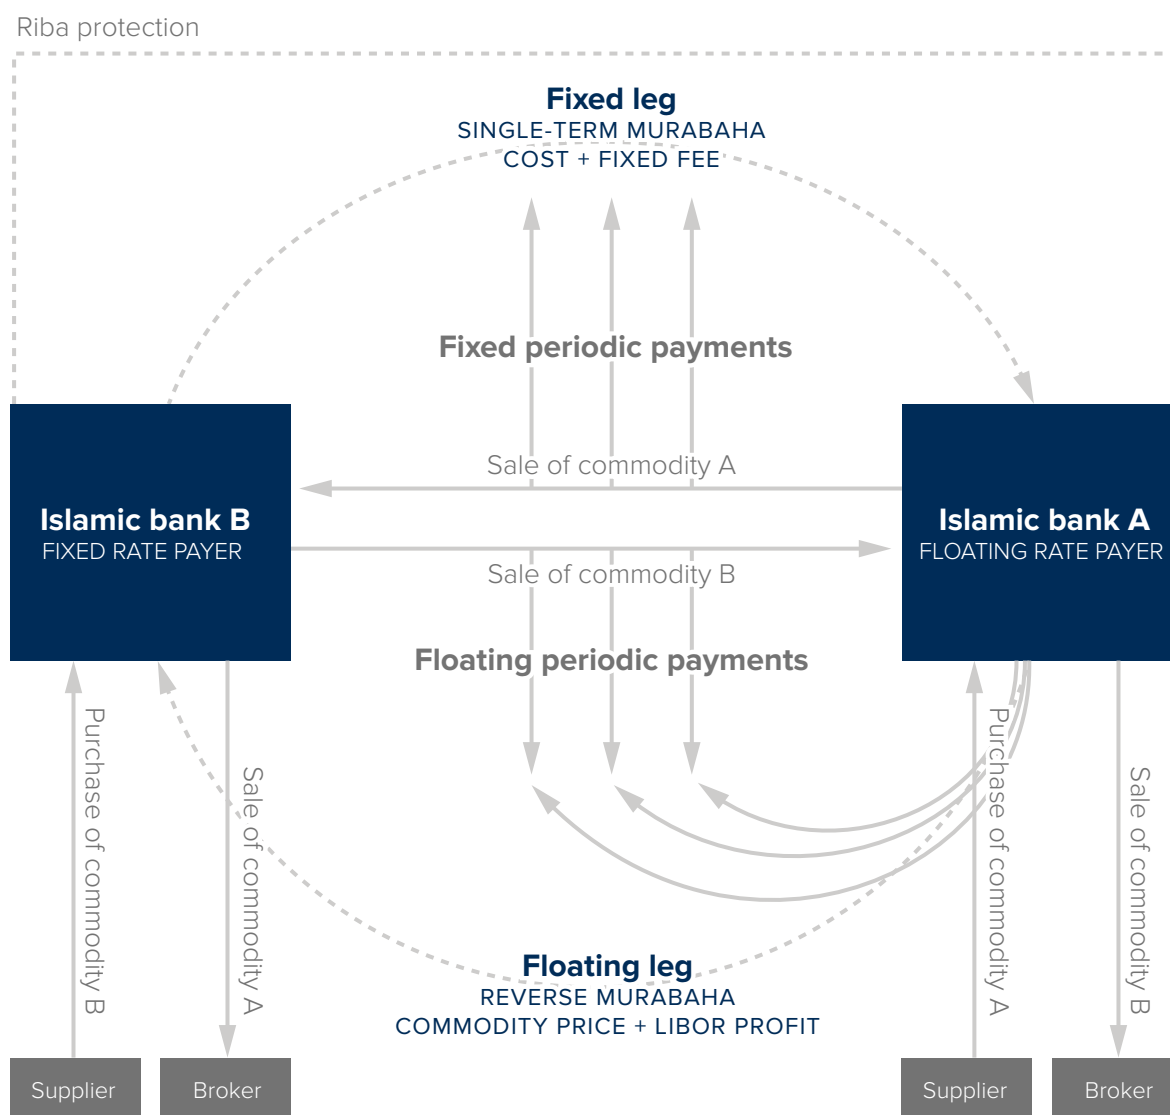 Riba protection
Fixed leg
SINGLE-TERM MURABAHA
COST + FIXED FEE
Fixed periodic payments
Sale of commodity A
Islamic bank B
FIXED RATE PAYER
Islamic bank A
FLOATING RATE PAYER
Sale of commodity B
Floating periodic payments
Purchase of commodity B
Sale of commodity A
Purchase of commodity A
Sale of commodity B
Floating leg
REVERSE MURABAHA
COMMODITY PRICE + LIBOR PROFIT
Supplier
Broker
Supplier
Broker